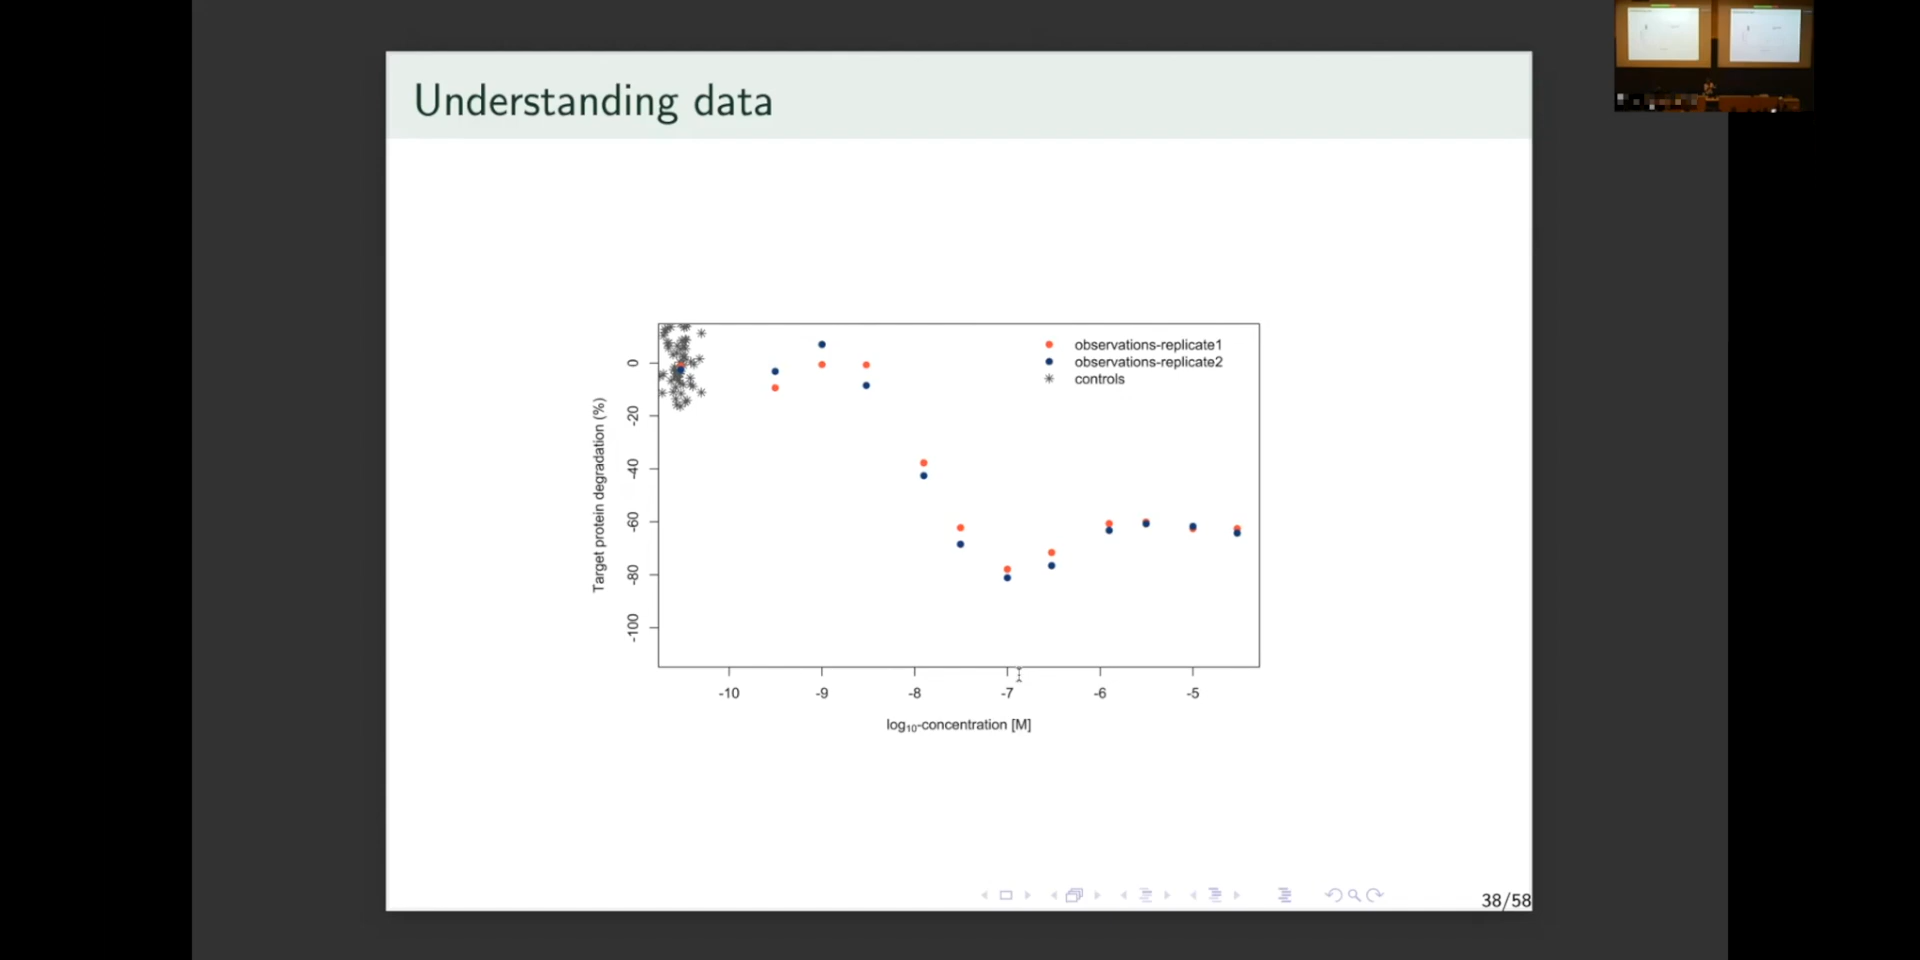 Understanding data
observations-replicate1
observations-replicate2
controls
Target protein degradation (%)
0
-20
-40
-60
-80
-100
-10
-9
-8
-7
-6
-5
log₁₀-concentration [M]
38/58